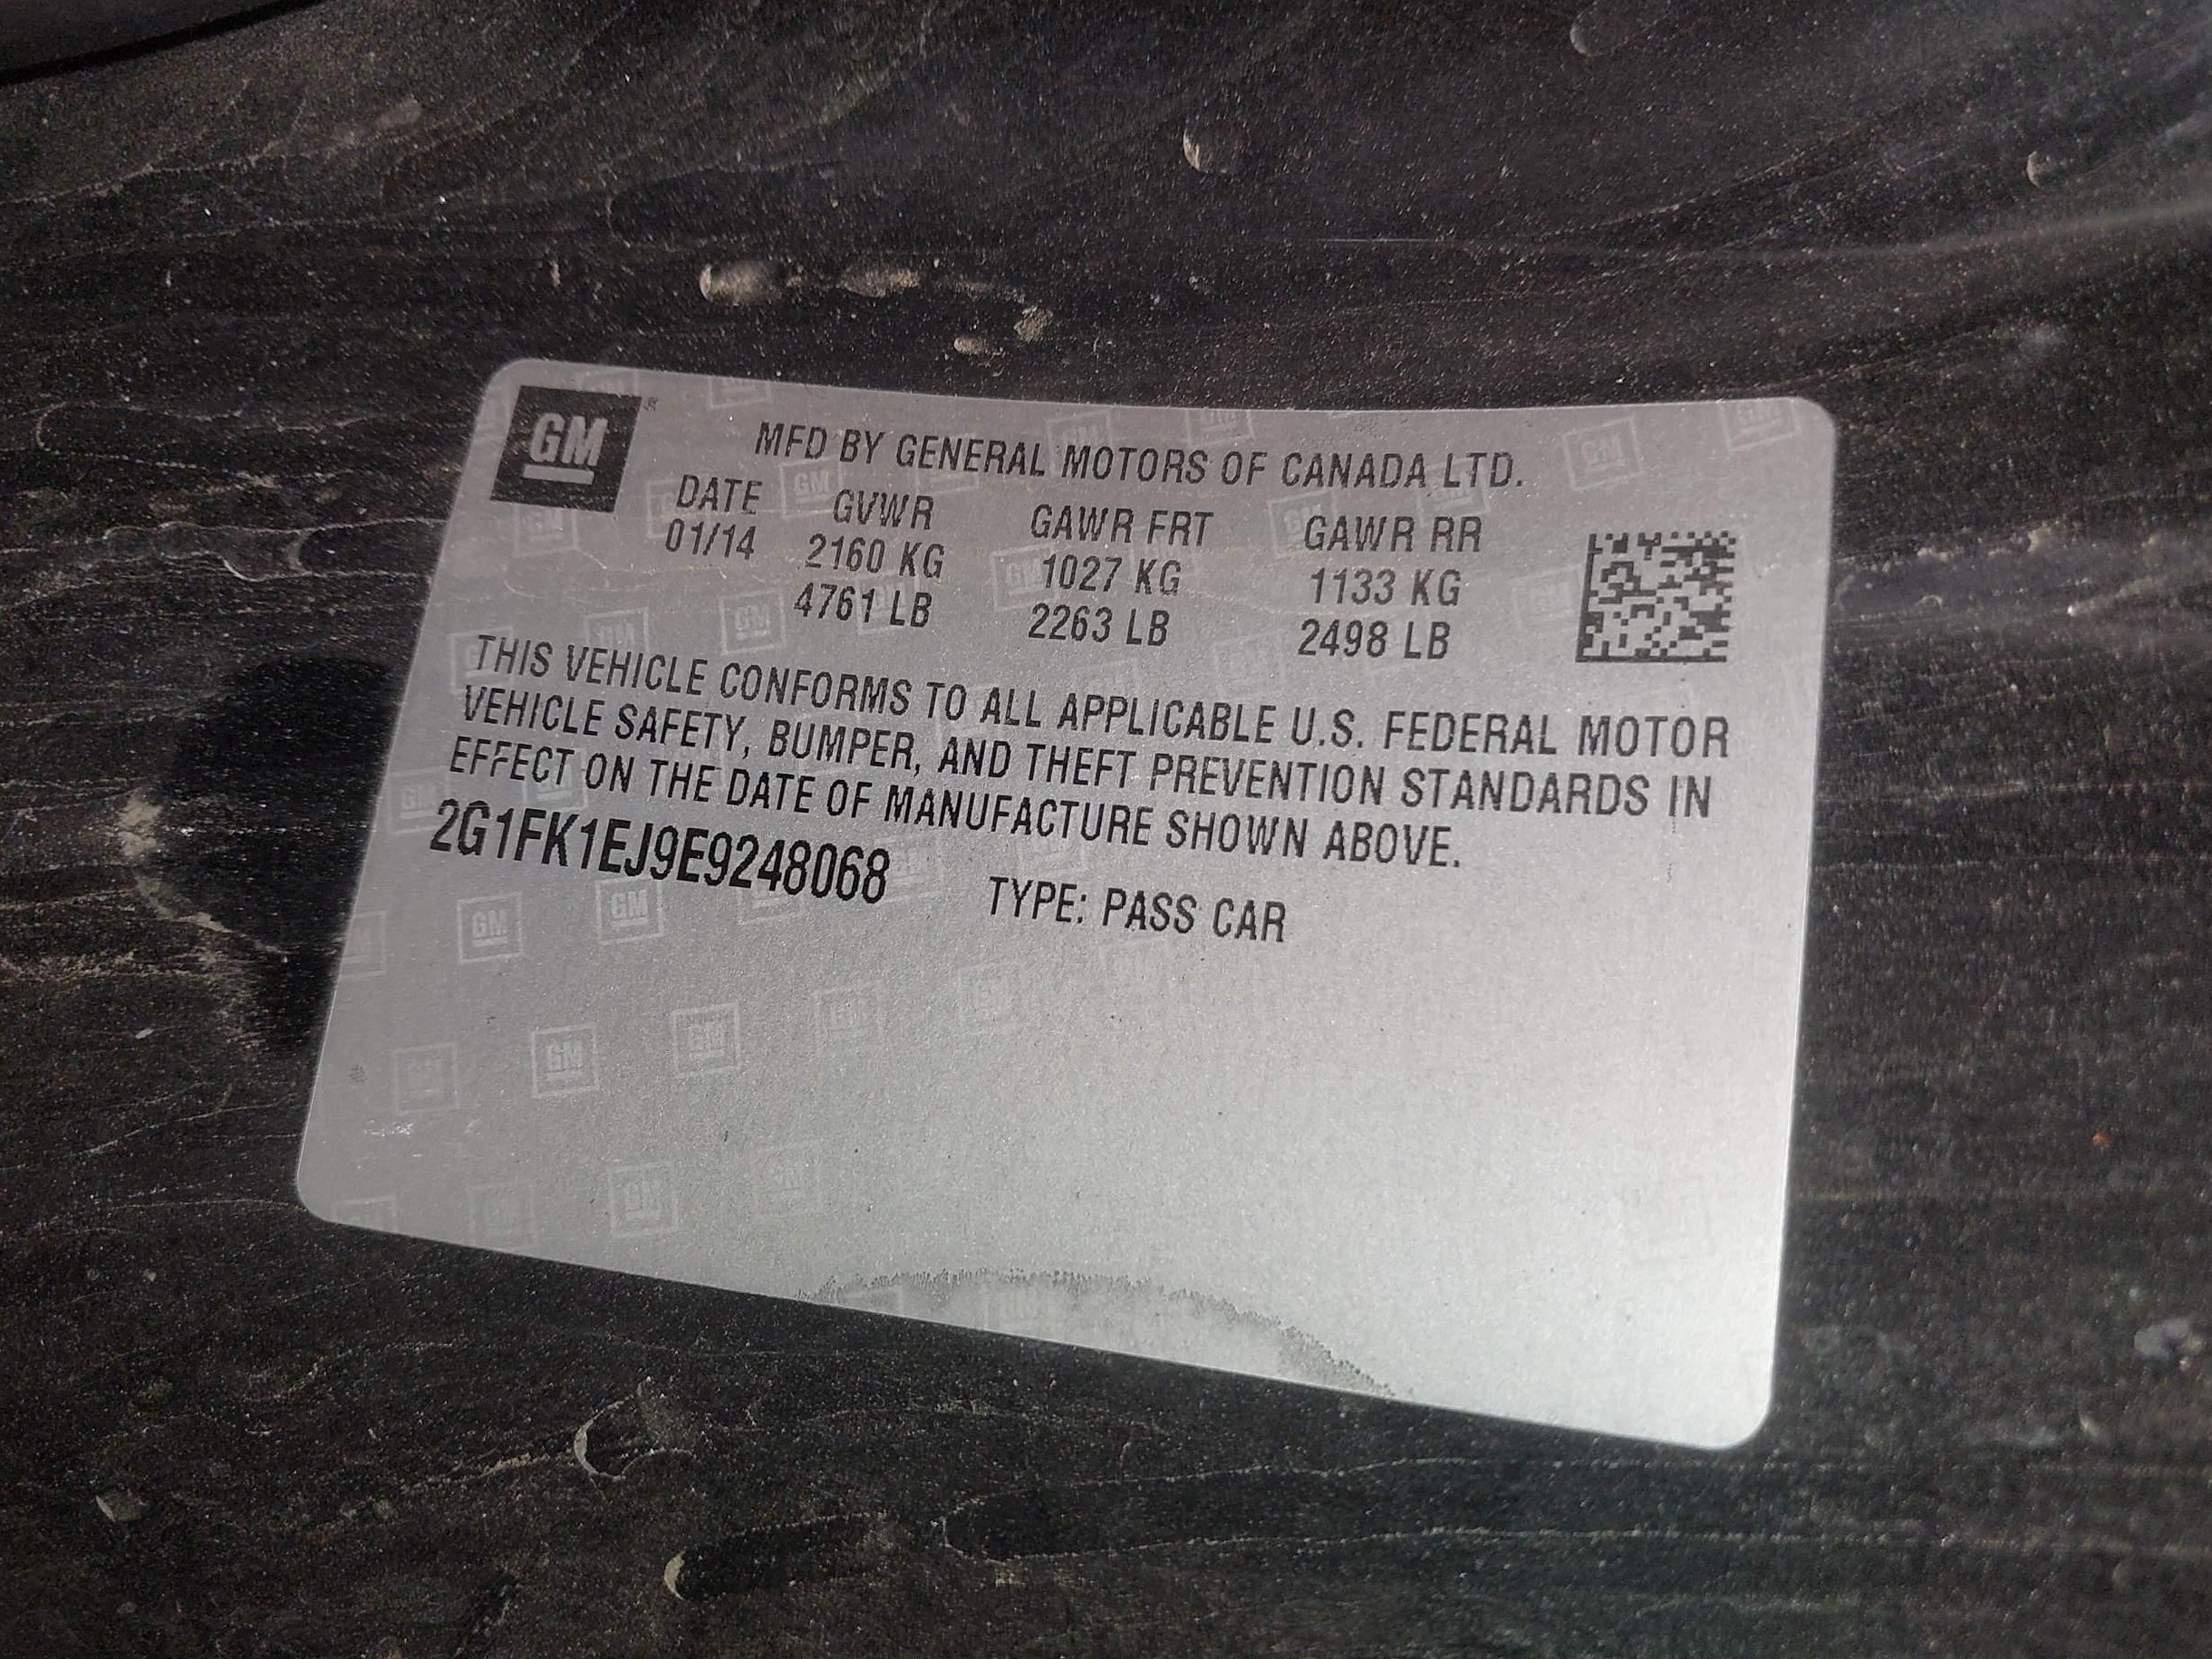 GM
MFD BY GENERAL MOTORS OF CANADA LTD.
DATE GVWR GAWR FRT GAWR RR
01/14 2160 KG 1027 KG 1133 KG
4761 LB 2263 LB 2498 LB
THIS VEHICLE CONFORMS TO ALL APPLICABLE U.S. FEDERAL MOTOR
VEHICLE SAFETY, BUMPER, AND THEFT PREVENTION STANDARDS IN
EFFECT ON THE DATE OF MANUFACTURE SHOWN ABOVE.
2G1FK1EJ9E9248068 TYPE: PASS CAR